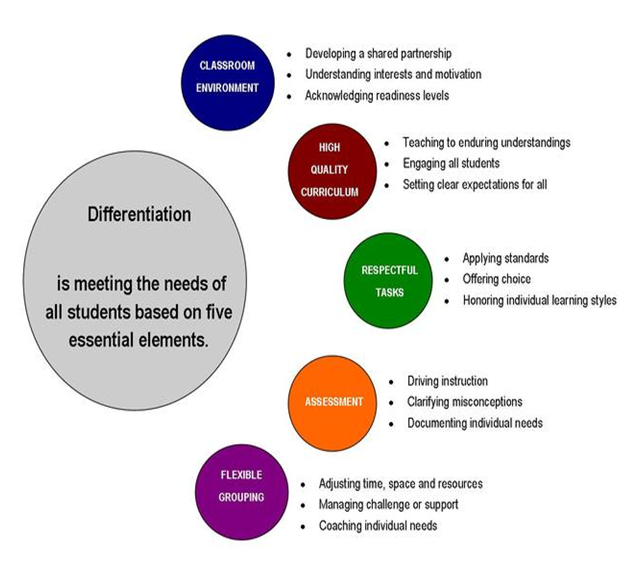 CLASSROOM
ENVIRONMENT
• Developing a shared partnership
• Understanding interests and motivation
• Acknowledging readiness levels
HIGH
QUALITY
CURRICULUM
• Teaching to enduring understandings
• Engaging all students
• Setting clear expectations for all
Differentiation
is meeting the needs of
all students based on five
essential elements.
RESPECTFUL
TASKS
• Applying standards
• Offering choice
• Honoring individual learning styles
ASSESSMENT
• Driving instruction
• Clarifying misconceptions
• Documenting individual needs
FLEXIBLE
GROUPING
• Adjusting time, space and resources
• Managing challenge or support
• Coaching individual needs